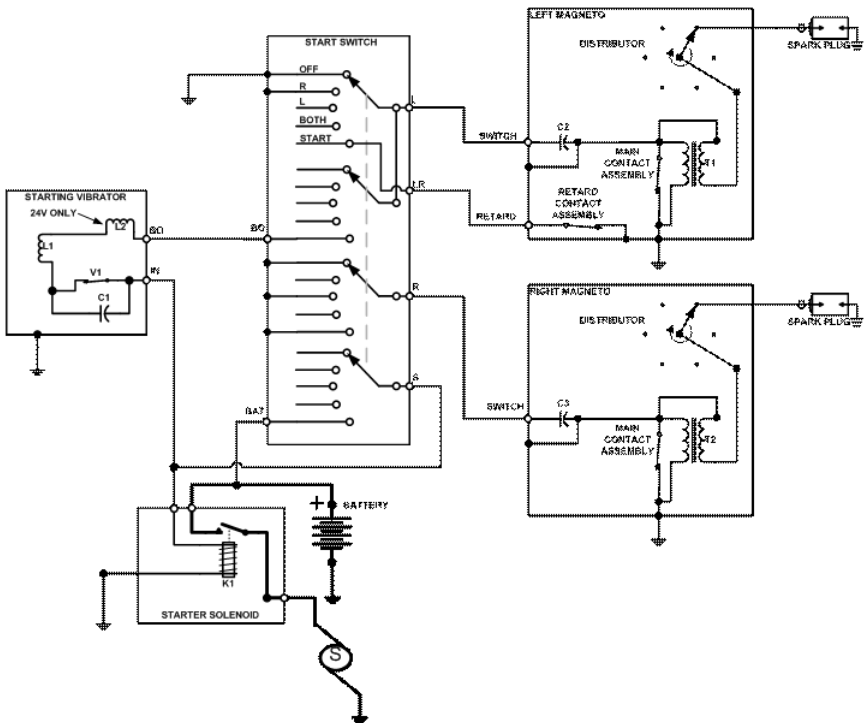 LEFT MAGNETO
DISTRIBUTOR
SPARK PLUG
START SWITCH
OFF
R
L
BOTH
START
L
SWITCH
C2
MAIN
CONTACT
ASSEMBLY
T1
LR
RETARD
RETARD
CONTACT
ASSEMBLY
STARTING VIBRATOR
24V ONLY
L2
L1
BO
BO
IN
V1
C1
R
RIGHT MAGNETO
DISTRIBUTOR
SPARK PLUG
S
BAT
SWITCH
C3
MAIN
CONTACT
ASSEMBLY
T2
+
BATTERY
K1
STARTER SOLENOID
S